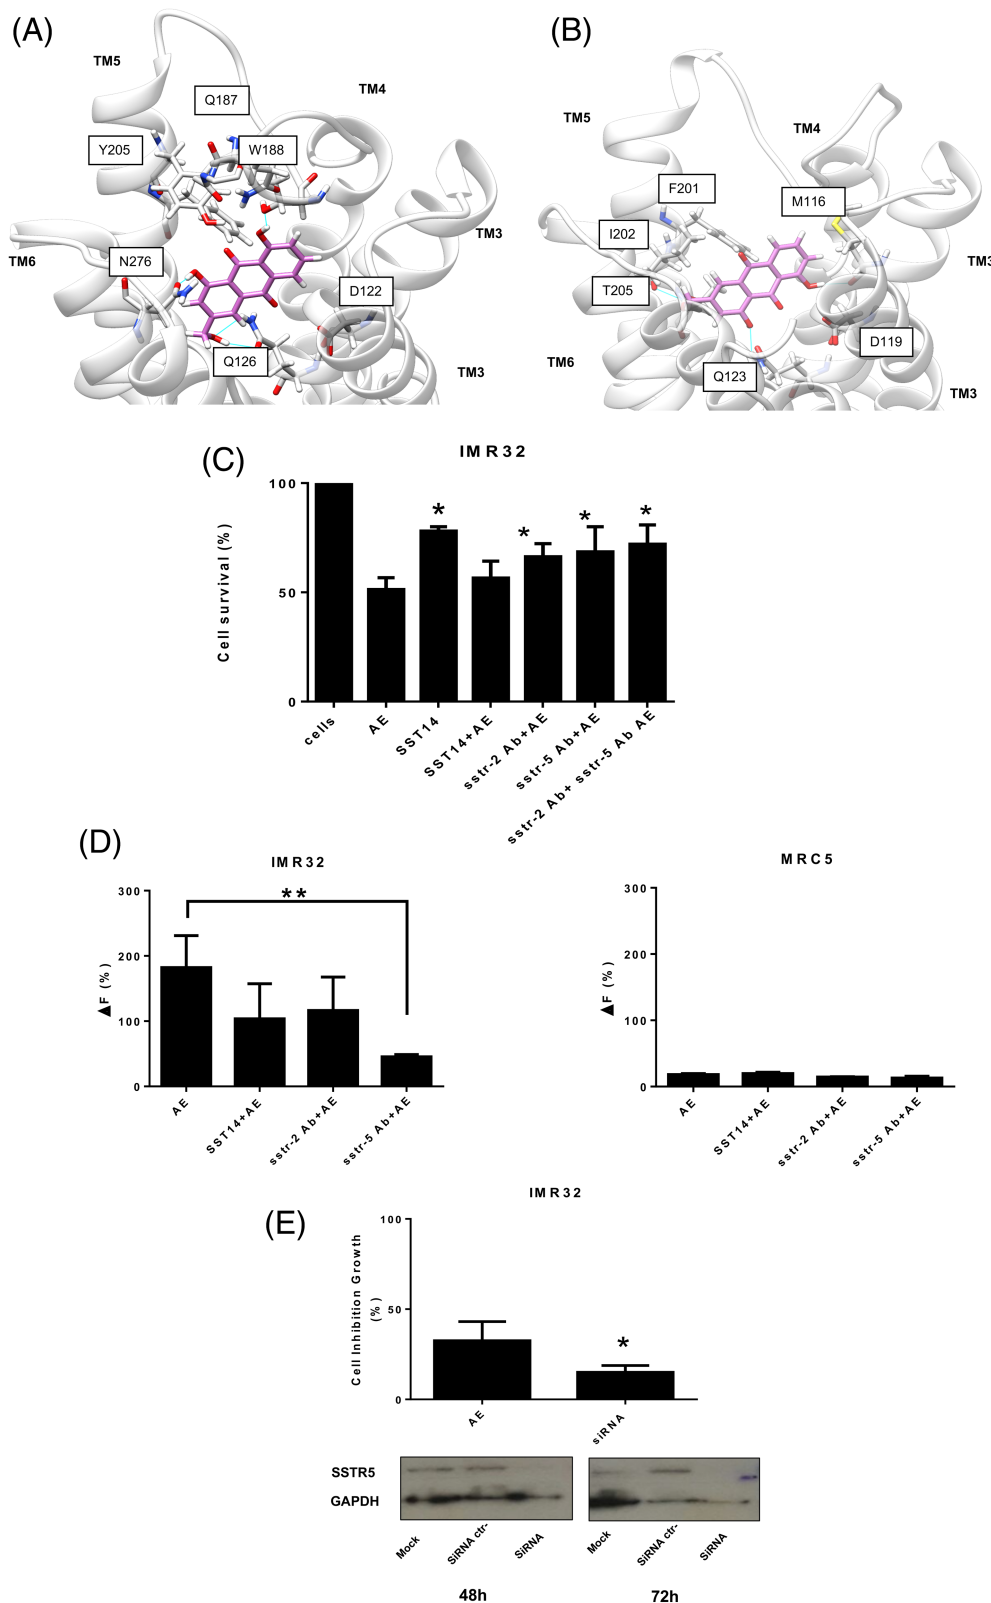 (A)
(B)
TM5
Q187
TM4
Y205
W188
TM3
TM6
N276
D122
Q126
TM3
TM5
TM4
F201
M116
I202
TM3
T205
D119
TM6
Q123
TM3
(C)
IMR32
Cell survival (%)
100
50
0
cells
AE
SST14
SST14+AE
sstr-2 Ab+AE
sstr-5 Ab+AE
sstr-2 Ab+ sstr-5 Ab AE
*
*
*
*
(D)
IMR32
▲F (%)
300
200
100
0
**
AE
SST14+AE
sstr-2 Ab+AE
sstr-5 Ab+AE
MRC5
▲F (%)
300
200
100
0
AE
SST14+AE
sstr-2 Ab+AE
sstr-5 Ab+AE
(E)
IMR32
Cell Inhibition Growth
(%)
100
50
0
*
AE
siRNA
SSTR5
GAPDH
Mock
SiRNA ctr-
SiRNA
Mock
SiRNA ctr-
SiRNA
48h
72h